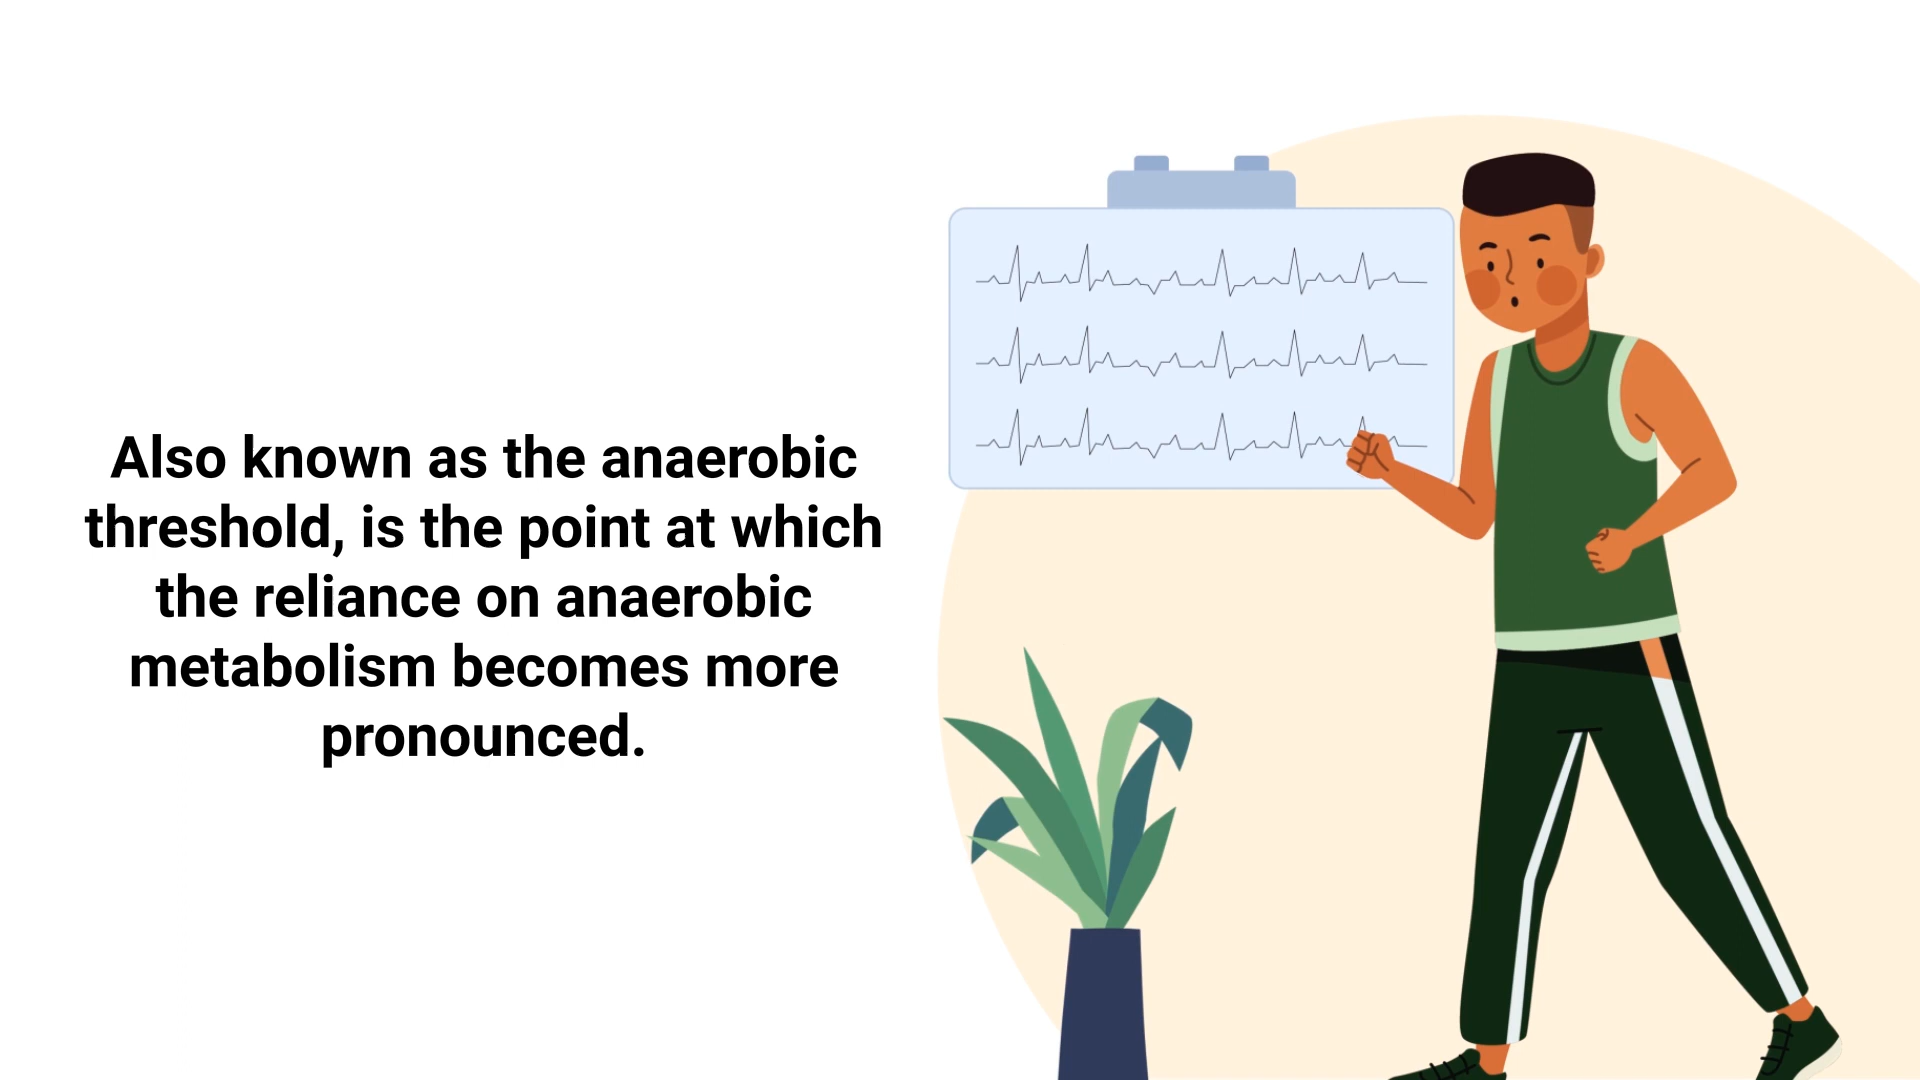 Also known as the anaerobic
threshold, is the point at which
the reliance on anaerobic
metabolism becomes more
pronounced.